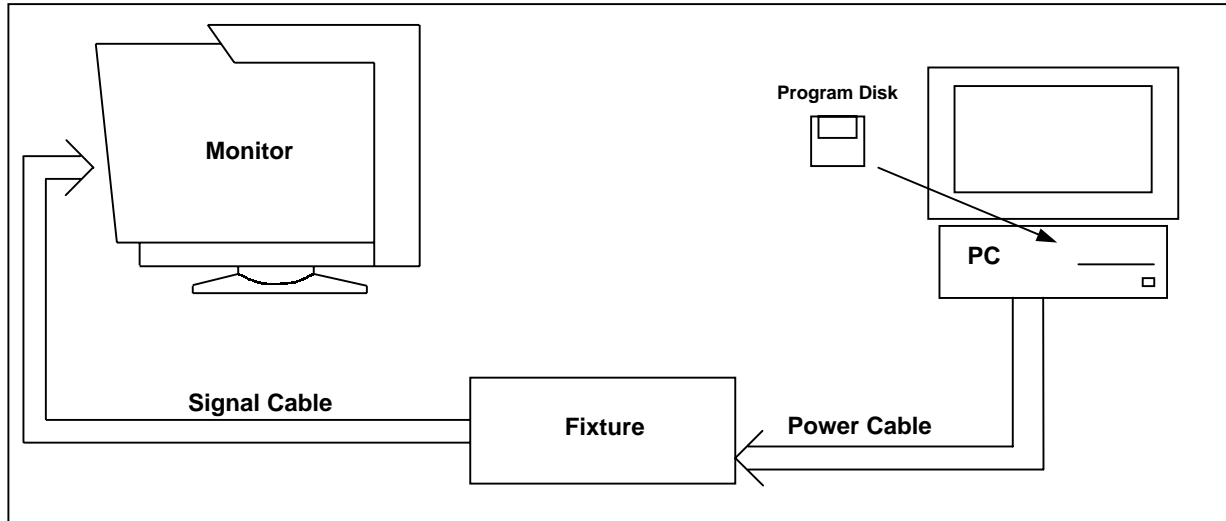 Program Disk
Monitor
PC
Signal Cable
Fixture
Power Cable